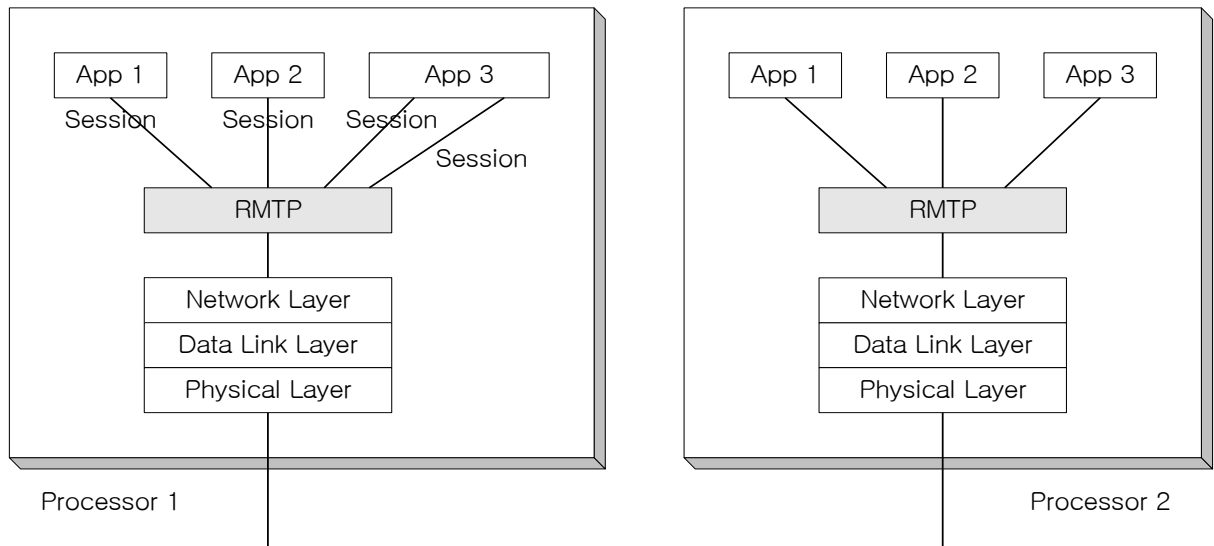 App 1
App 2
App 3
Session
Session
Session
Session
RMTP
Network Layer
Data Link Layer
Physical Layer
Processor 1
App 1
App 2
App 3
RMTP
Network Layer
Data Link Layer
Physical Layer
Processor 2